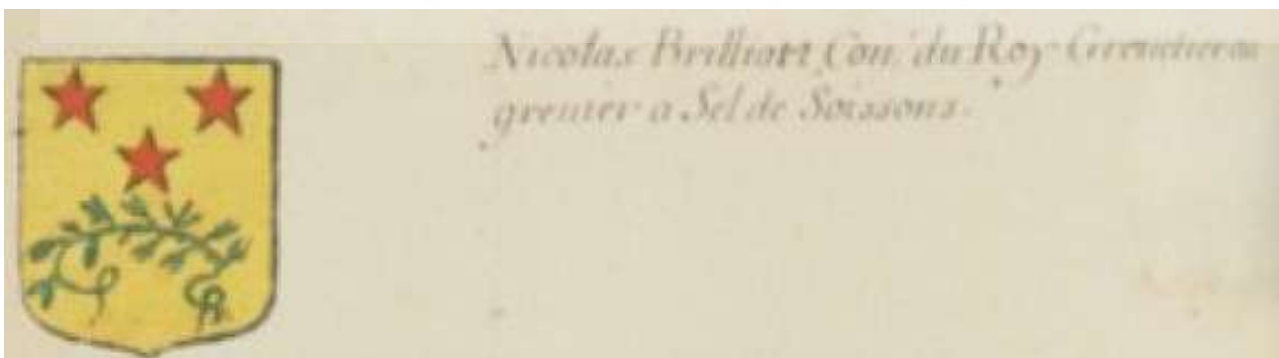 Nicolas Brilliart Con.' du Roy Grenetier au
grenier a Sel de Soissons.